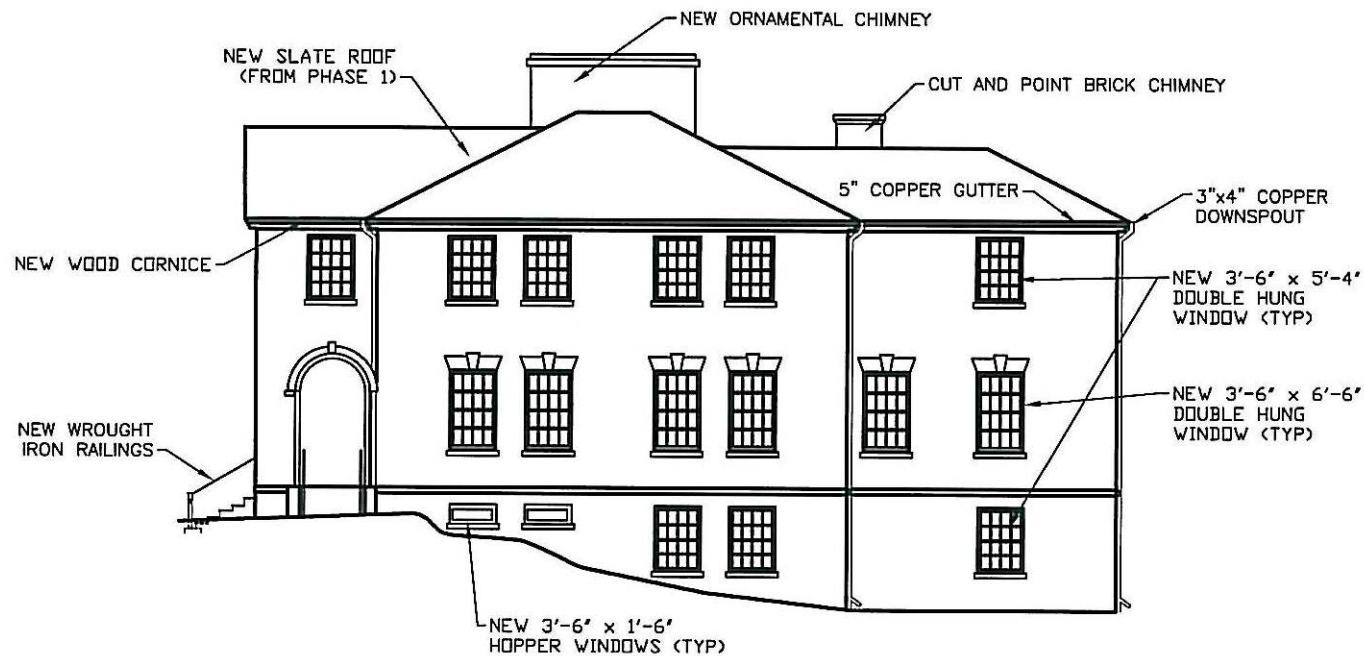 NEW ORNAMENTAL CHIMNEY
NEW SLATE ROOF
(FROM PHASE 1)
CUT AND POINT BRICK CHIMNEY
5" COPPER GUTTER
3"x4" COPPER
DOWNSPOUT
NEW WOOD CORNICE
NEW 3'-6" x 5'-4"
DOUBLE HUNG
WINDOW (TYP)
NEW 3'-6" x 6'-6"
DOUBLE HUNG
WINDOW (TYP)
NEW WROUGHT
IRON RAILINGS
NEW 3'-6" x 1'-6"
HOPPER WINDOWS (TYP)